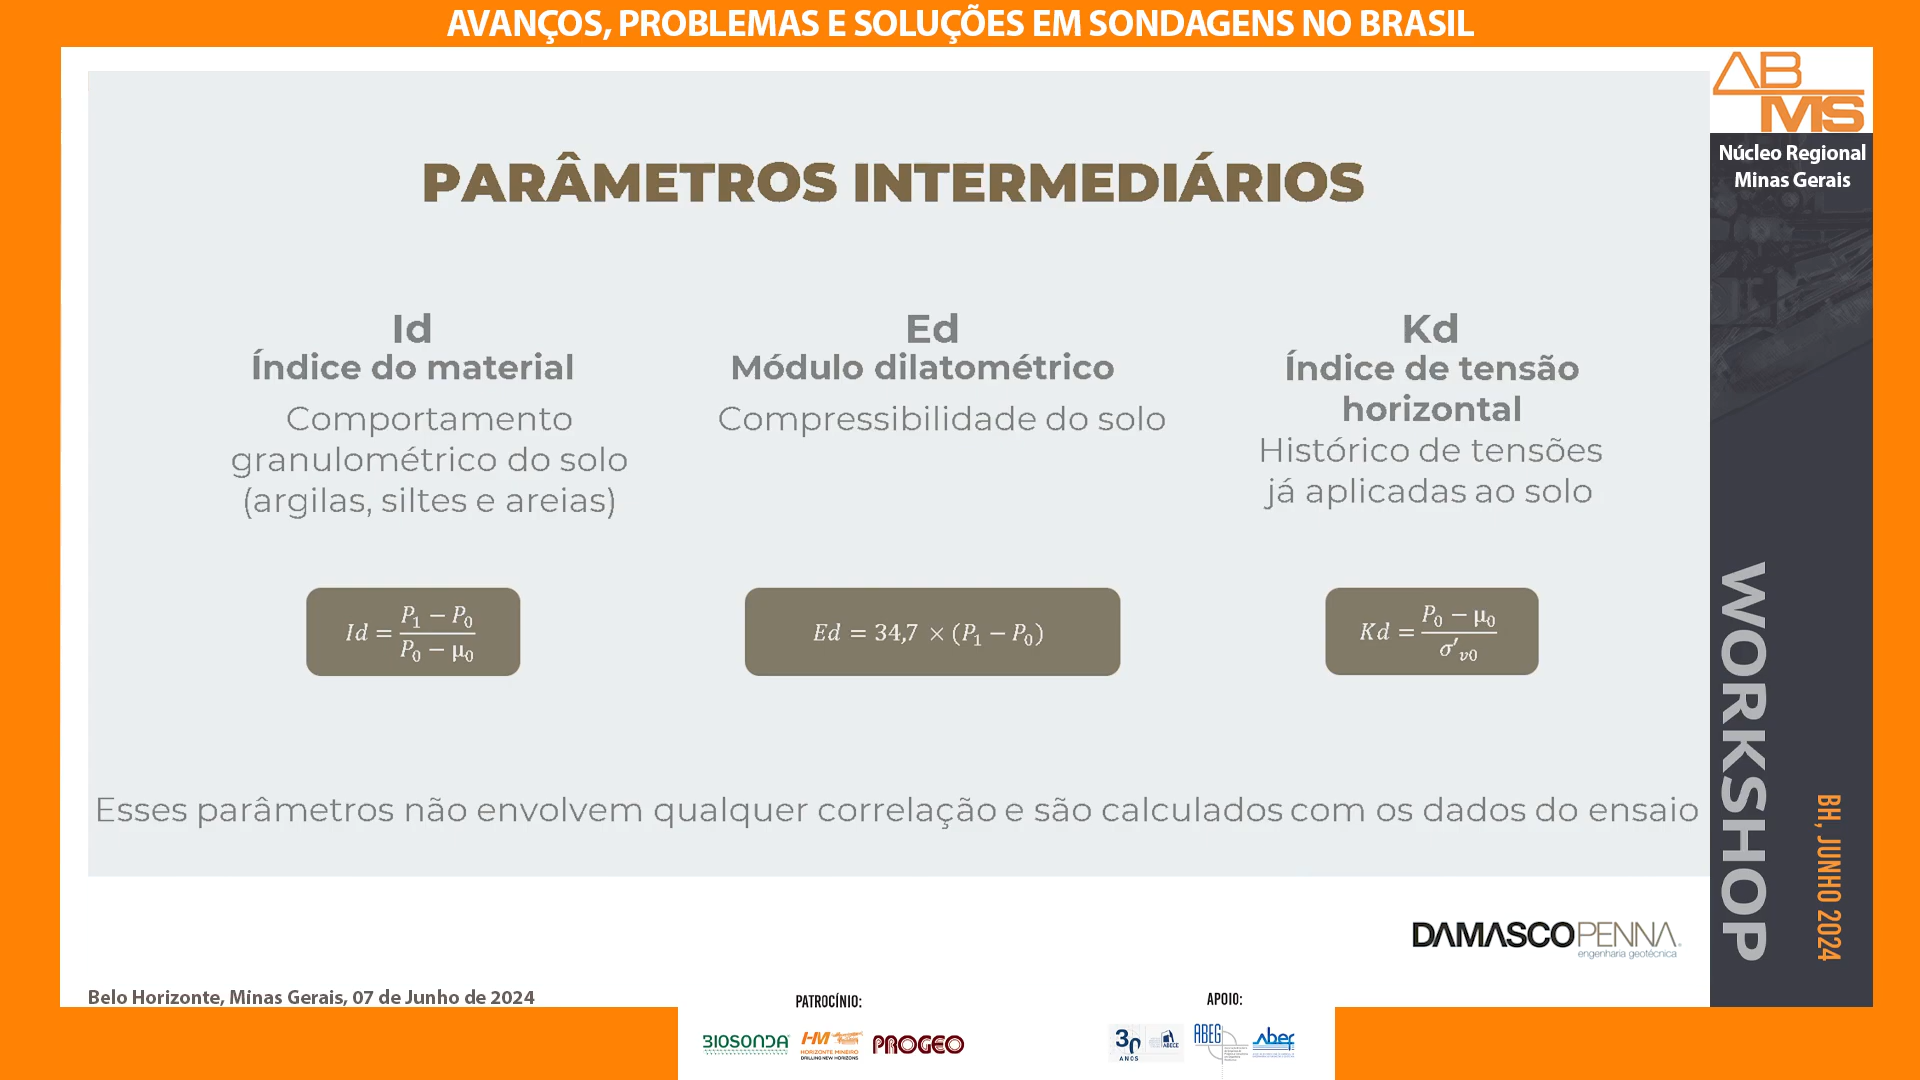 AVANÇOS, PROBLEMAS E SOLUÇÕES EM SONDAGENS NO BRASIL
AB
MS
Núcleo Regional
Minas Gerais
PARÂMETROS INTERMEDIÁRIOS
Id
Índice do material
Comportamento
granulométrico do solo
(argilas, siltes e areias)
Id = (P₁ − P₀) / (P₀ − μ₀)
Ed
Módulo dilatométrico
Compressibilidade do solo
Ed = 34,7 × (P₁ − P₀)
Kd
Índice de tensão
horizontal
Histórico de tensões
já aplicadas ao solo
Kd = (P₀ − μ₀) / σ′v0
Esses parâmetros não envolvem qualquer correlação e são calculados com os dados do ensaio
WORKSHOP
BH, JUNHO 2024
DAMASCOPENNA
engenharia geotécnica
Belo Horizonte, Minas Gerais, 07 de Junho de 2024
PATROCÍNIO:
BIOSONDA
HM
HORIZONTE MINEIRO
DRILLING NEW HORIZONS
PROGEO
APOIO:
30
ANOS
ABECE
ABEG
Abef